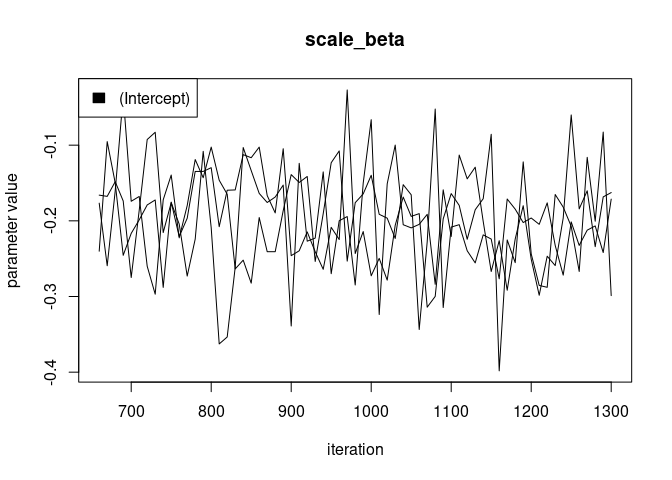 scale_beta
(Intercept)
parameter value
-0.1
-0.2
-0.3
-0.4
700 800 900 1000 1100 1200 1300
iteration